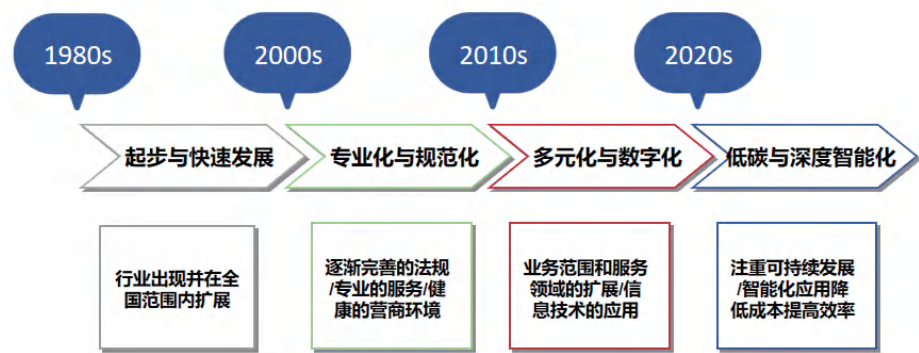 1980s
2000s
2010s
2020s
起步与快速发展
专业化与规范化
多元化与数字化
低碳与深度智能化
行业出现并在全
国范围内扩展
逐渐完善的法规
/专业的服务/健
康的营商环境
业务范围和服务
领域的扩展/信
息技术的应用
注重可持续发展
/智能化应用降
低成本提高效率